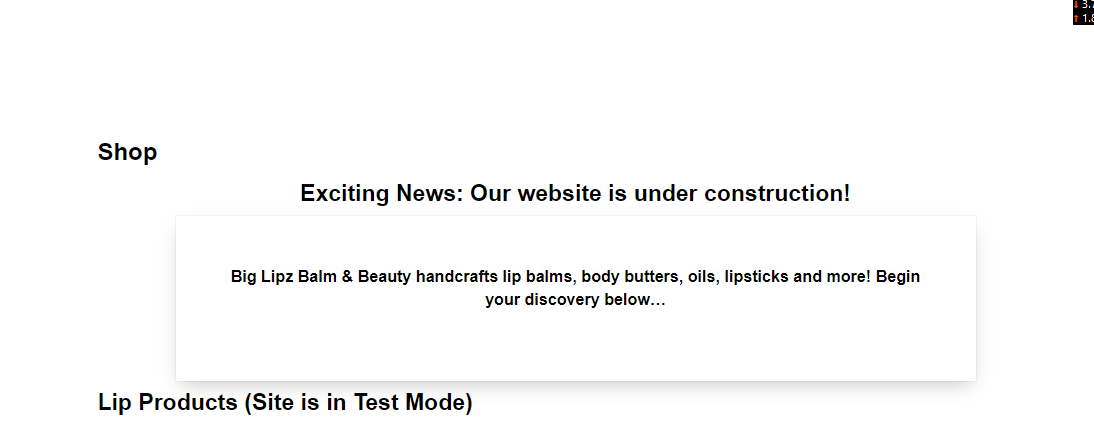 Shop
Exciting News: Our website is under construction!
Big Lipz Balm & Beauty handcrafts lip balms, body butters, oils, lipsticks and more! Begin
your discovery below…
Lip Products (Site is in Test Mode)